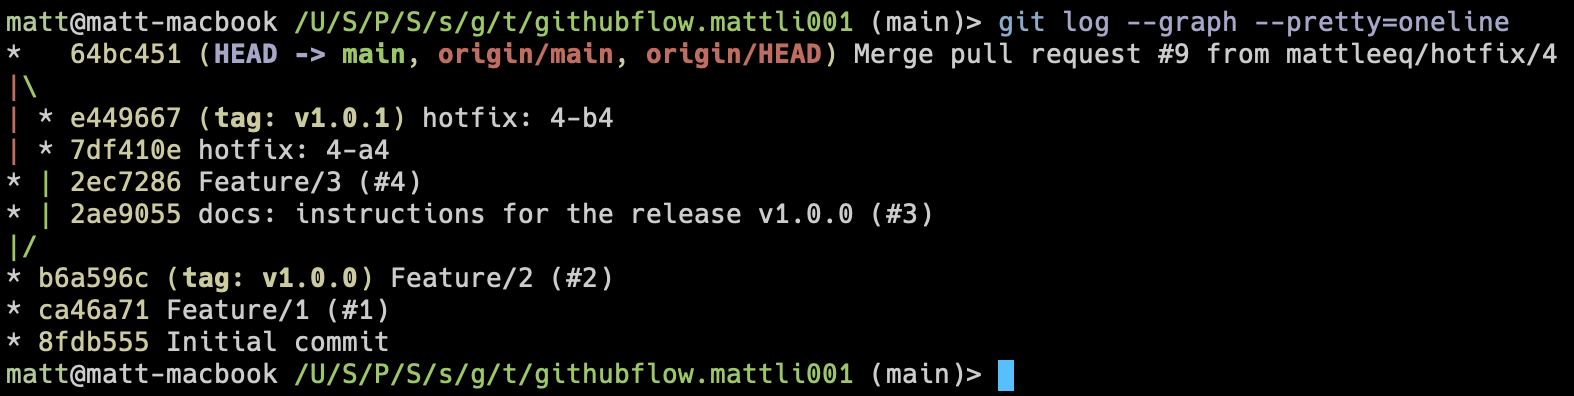 matt@matt-macbook /U/S/P/S/s/g/t/githubflow.mattli001 (main)> git log --graph --pretty=oneline
*   64bc451 (HEAD -> main, origin/main, origin/HEAD) Merge pull request #9 from mattleeq/hotfix/4
|\
| * e449667 (tag: v1.0.1) hotfix: 4-b4
| * 7df410e hotfix: 4-a4
* | 2ec7286 Feature/3 (#4)
* | 2ae9055 docs: instructions for the release v1.0.0 (#3)
|/
* b6a596c (tag: v1.0.0) Feature/2 (#2)
* ca46a71 Feature/1 (#1)
* 8fdb555 Initial commit
matt@matt-macbook /U/S/P/S/s/g/t/githubflow.mattli001 (main)>